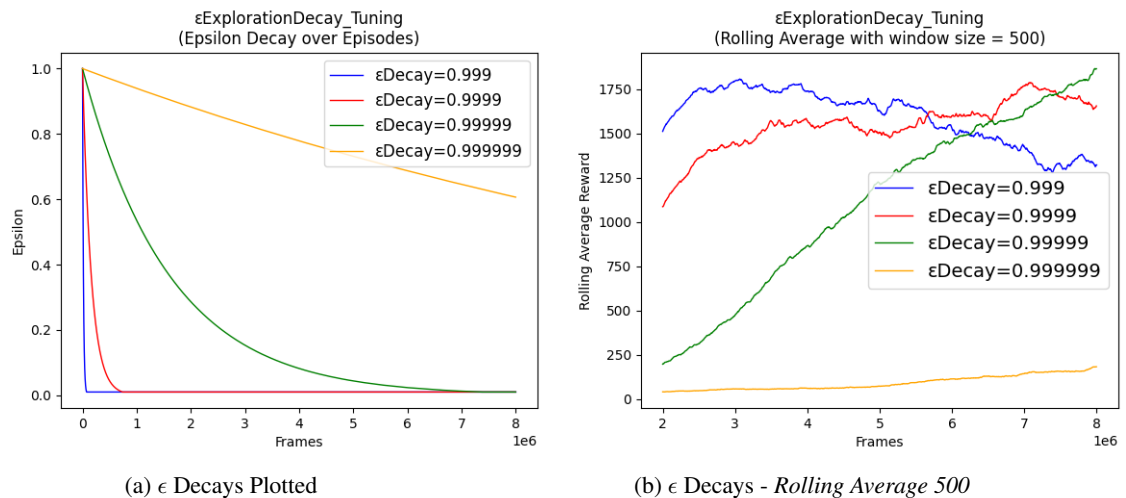 εExplorationDecay_Tuning
(Epsilon Decay over Episodes)
1.0
0.8
0.6
0.4
0.2
0.0
Epsilon
εDecay=0.999
εDecay=0.9999
εDecay=0.99999
εDecay=0.999999
0 1 2 3 4 5 6 7 8
1e6
Frames
(a) ϵ Decays Plotted
εExplorationDecay_Tuning
(Rolling Average with window size = 500)
1750
1500
1250
1000
750
500
250
0
Rolling Average Reward
εDecay=0.999
εDecay=0.9999
εDecay=0.99999
εDecay=0.999999
2 3 4 5 6 7 8
1e6
Frames
(b) ϵ Decays - Rolling Average 500